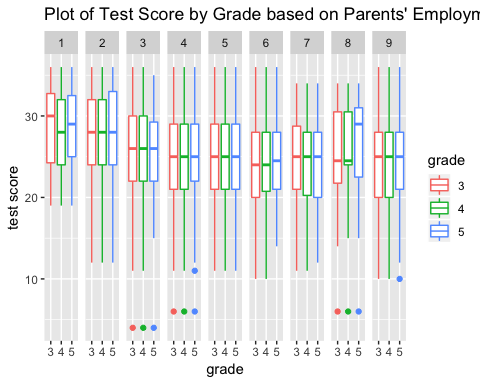 Plot of Test Score by Grade based on Parents' Employm
1 2 3 4 5 6 7 8 9
test score
30
20
10
3 4 5 3 4 5 3 4 5 3 4 5 3 4 5 3 4 5 3 4 5 3 4 5 3 4 5
grade
grade
3
4
5